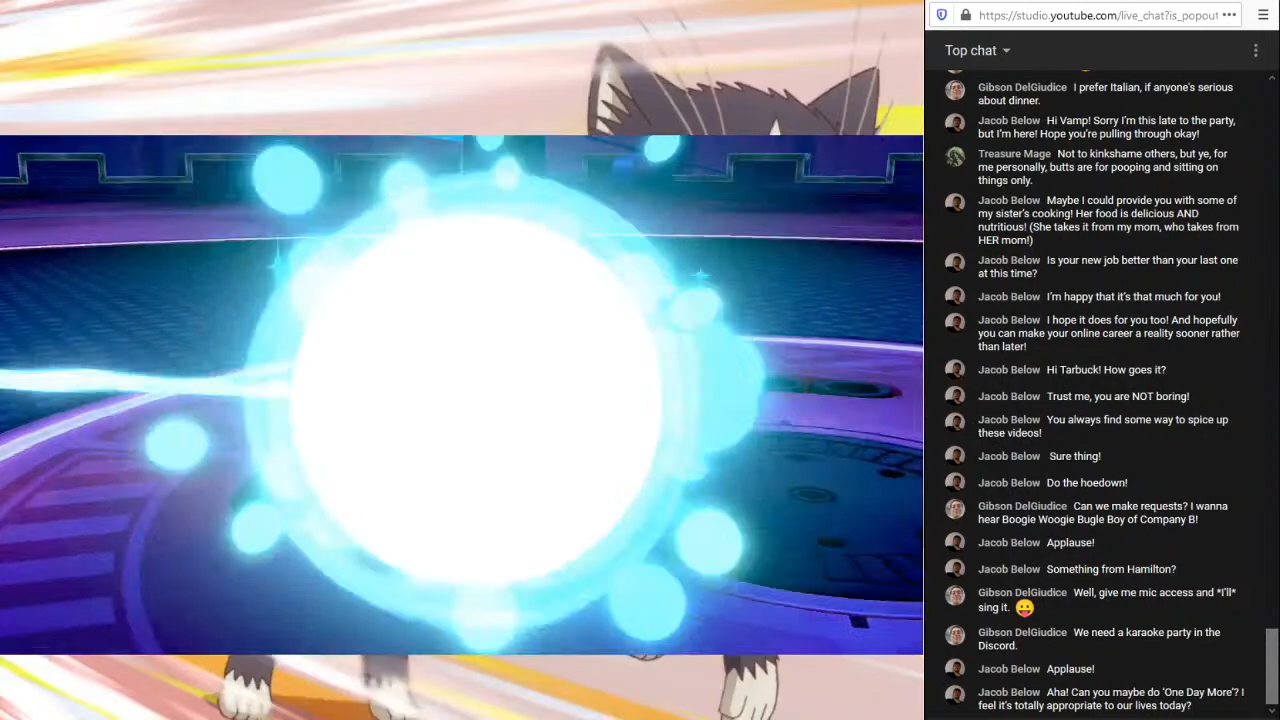 https://studio.youtube.com/live_chat?is_popout
Top chat
Gibson DelGiudice I prefer Italian, if anyone's serious
about dinner.
Jacob Below Hi Vamp! Sorry I'm this late to the party,
but I'm here! Hope you're pulling through okay!
Treasure Mage Not to kinkshame others, but ye, for
me personally, butts are for pooping and sitting on
things only.
Jacob Below Maybe I could provide you with some of
my sister's cooking! Her food is delicious AND
nutritious! (She takes it from my mom, who takes from
HER mom!)
Jacob Below Is your new job better than your last one
at this time?
Jacob Below I'm happy that it's that much for you!
Jacob Below I hope it does for you too! And hopefully
you can make your online career a reality sooner rather
than later!
Jacob Below Hi Tarbuck! How goes it?
Jacob Below Trust me, you are NOT boring!
Jacob Below You always find some way to spice up
these videos!
Jacob Below Sure thing!
Jacob Below Do the hoedown!
Gibson DelGiudice Can we make requests? I wanna
hear Boogie Woogie Bugle Boy of Company B!
Jacob Below Applause!
Jacob Below Something from Hamilton?
Gibson DelGiudice Well, give me mic access and *I'll*
sing it. 😛
Gibson DelGiudice We need a karaoke party in the
Discord.
Jacob Below Applause!
Jacob Below Aha! Can you maybe do 'One Day More'? I
feel it's totally appropriate to our lives today?